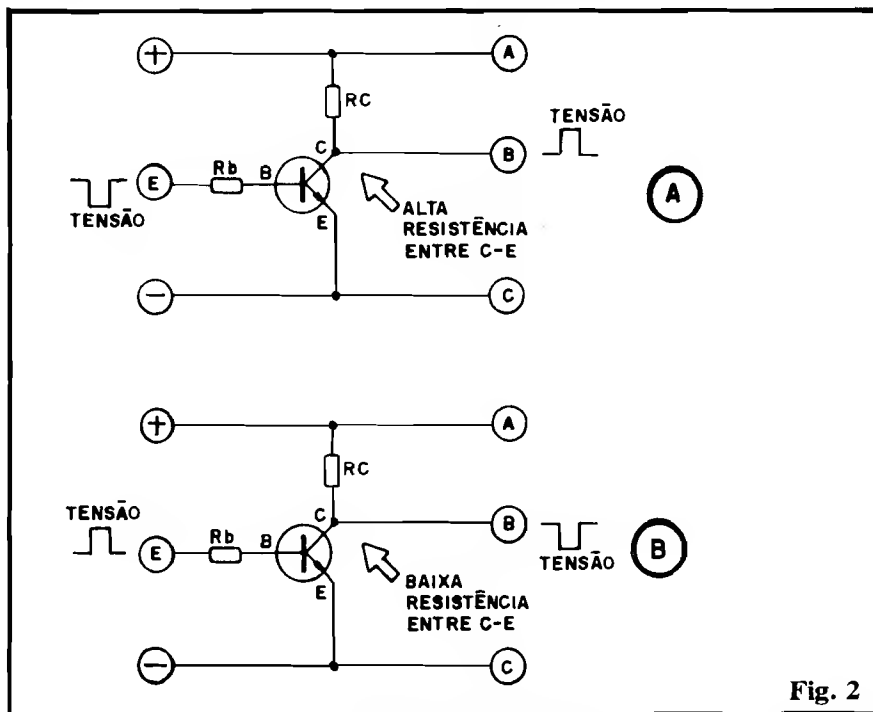 +
A
RC
TENSÃO
C
B
Rb
B
E
TENSÃO
E
ALTA
RESISTÊNCIA
ENTRE C-E
A
−
C
+
A
RC
TENSÃO
C
B
Rb
B
E
TENSÃO
B
E
BAIXA
RESISTÊNCIA
ENTRE C-E
−
C
Fig. 2